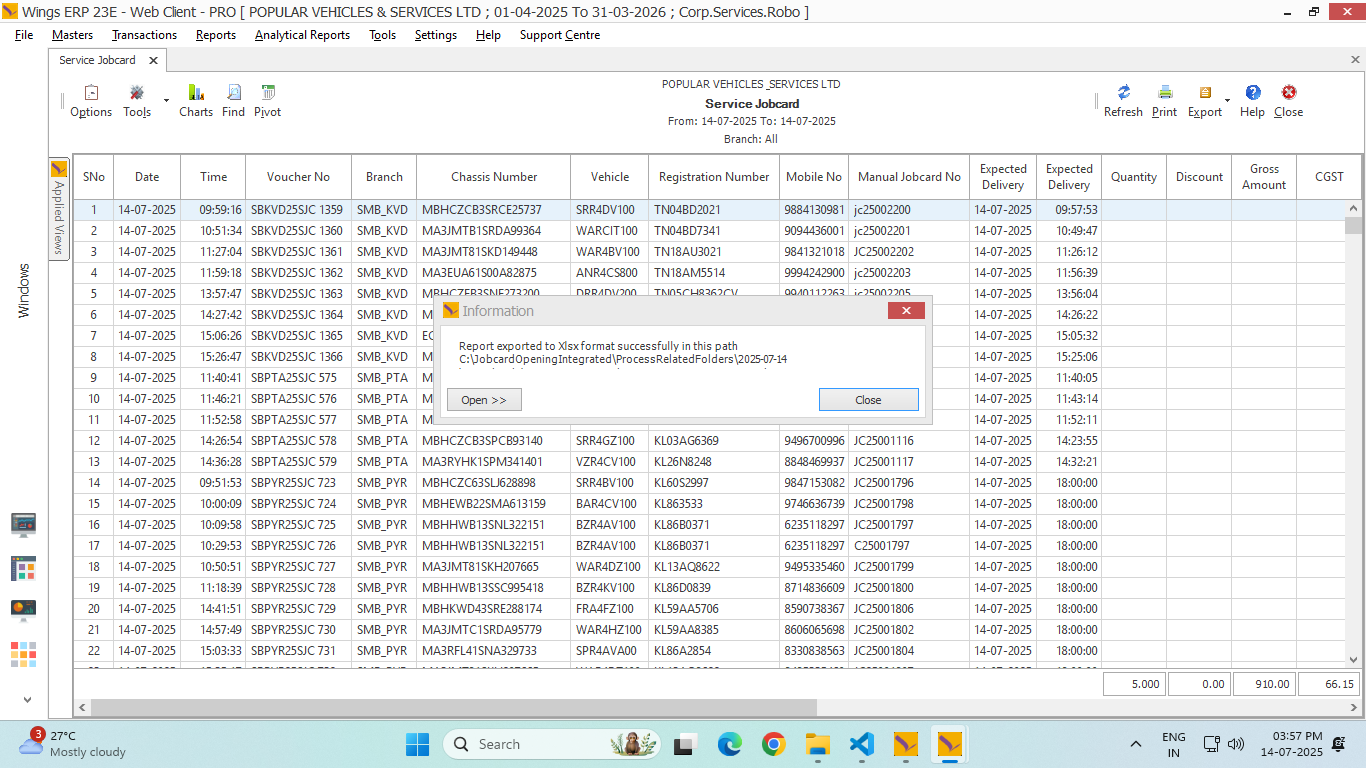 Wings ERP 23E - Web Client - PRO [ POPULAR VEHICLES & SERVICES LTD ; 01-04-2025 To 31-03-2026 ; Corp.Services.Robo ]
File Masters Transactions Reports Analytical Reports Tools Settings Help Support Centre
Service Jobcard
POPULAR VEHICLES_SERVICES LTD
Service Jobcard
From: 14-07-2025 To: 14-07-2025
Branch: All
Options Tools Charts Find Pivot
Refresh Print Export Help Close
Applied Views
Windows
SNo Date Time Voucher No Branch Chassis Number Vehicle Registration Number Mobile No Manual Jobcard No Expected Delivery Expected Delivery Quantity Discount Gross Amount CGST
1 14-07-2025 09:59:16 SBKVD25SJC 1359 SMB_KVD MBHCZCB3SRCE25737 SRR4DV100 TN04BD2021 9884130981 jc25002200 14-07-2025 09:57:53
2 14-07-2025 10:51:34 SBKVD25SJC 1360 SMB_KVD MA3JMTB1SRDA99364 WARCIT100 TN04BD7341 9094436001 jc25002201 14-07-2025 10:49:47
3 14-07-2025 11:27:04 SBKVD25SJC 1361 SMB_KVD MA3JMT81SKD149448 WAR4BV100 TN18AU3021 9841321018 JC25002202 14-07-2025 11:26:12
4 14-07-2025 11:59:18 SBKVD25SJC 1362 SMB_KVD MA3EUA61S00A82875 ANR4CS800 TN18AM5514 9994242900 jc25002203 14-07-2025 11:56:39
5 14-07-2025 13:57:47 SBKVD25SJC 1363 SMB_KVD 14-07-2025 13:56:04
6 14-07-2025 14:27:42 SBKVD25SJC 1364 SMB_KVD 14-07-2025 14:26:22
7 14-07-2025 15:06:26 SBKVD25SJC 1365 SMB_KVD 14-07-2025 15:05:32
8 14-07-2025 15:26:47 SBKVD25SJC 1366 SMB_KVD 14-07-2025 15:25:06
9 14-07-2025 11:40:41 SBPTA25SJC 575 SMB_PTA 14-07-2025 11:40:05
10 14-07-2025 11:46:21 SBPTA25SJC 576 SMB_PTA 14-07-2025 11:43:14
11 14-07-2025 11:52:58 SBPTA25SJC 577 SMB_PTA 14-07-2025 11:52:11
12 14-07-2025 14:26:54 SBPTA25SJC 578 SMB_PTA MBHCZCB3SPCB93140 SRR4GZ100 KL03AG6369 9496700996 JC25001116 14-07-2025 14:23:55
13 14-07-2025 14:36:28 SBPTA25SJC 579 SMB_PTA MA3RYHK1SPM341401 VZR4CV100 KL26N8248 8848469937 JC25001117 14-07-2025 14:32:21
14 14-07-2025 09:51:53 SBPYR25SJC 723 SMB_PYR MBHCZC63SLJ628898 SRR4BV100 KL60S2997 9847153082 JC25001796 14-07-2025 18:00:00
15 14-07-2025 10:00:09 SBPYR25SJC 724 SMB_PYR MBHEWB22SMA613159 BAR4CV100 KL863533 9746636739 JC25001798 14-07-2025 18:00:00
16 14-07-2025 10:09:58 SBPYR25SJC 725 SMB_PYR MBHHWB13SNL322151 BZR4AV100 KL86B0371 6235118297 JC25001797 14-07-2025 18:00:00
17 14-07-2025 10:29:53 SBPYR25SJC 726 SMB_PYR MBHHWB13SNL322151 BZR4AV100 KL86B0371 6235118297 C25001797 14-07-2025 18:00:00
18 14-07-2025 10:50:51 SBPYR25SJC 727 SMB_PYR MA3JMT81SKH207665 WAR4DZ100 KL13AQ8622 9495335460 JC25001799 14-07-2025 18:00:00
19 14-07-2025 11:18:39 SBPYR25SJC 728 SMB_PYR MBHHWB13SSC995418 BZR4KV100 KL86D0839 8714836609 JC25001800 14-07-2025 18:00:00
20 14-07-2025 14:41:51 SBPYR25SJC 729 SMB_PYR MBHKWD43SRE288174 FRA4FZ100 KL59AA5706 8590738367 JC25001806 14-07-2025 18:00:00
21 14-07-2025 14:57:49 SBPYR25SJC 730 SMB_PYR MA3JMTC1SRDA95779 WAR4HZ100 KL59AA8385 8606065698 JC25001802 14-07-2025 18:00:00
22 14-07-2025 15:03:33 SBPYR25SJC 731 SMB_PYR MA3RFL41SNA329733 SPR4AVA00 KL86A2854 8330838563 JC25001804 14-07-2025 18:00:00
5.000 0.00 910.00 66.15
Information
Report exported to Xlsx format successfully in this path
C:\JobcardOpeningIntegrated\ProcessRelatedFolders\2025-07-14
Open >> Close
3
27°C
Mostly cloudy
Search
ENG
IN
03:57 PM
14-07-2025